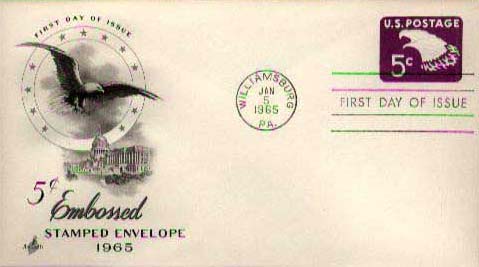 FIRST DAY OF ISSUE
5¢ Embossed
STAMPED ENVELOPE
1965
WILLIAMSBURG
JAN
5
1965
PA.
U.S. POSTAGE
5c
FIRST DAY OF ISSUE